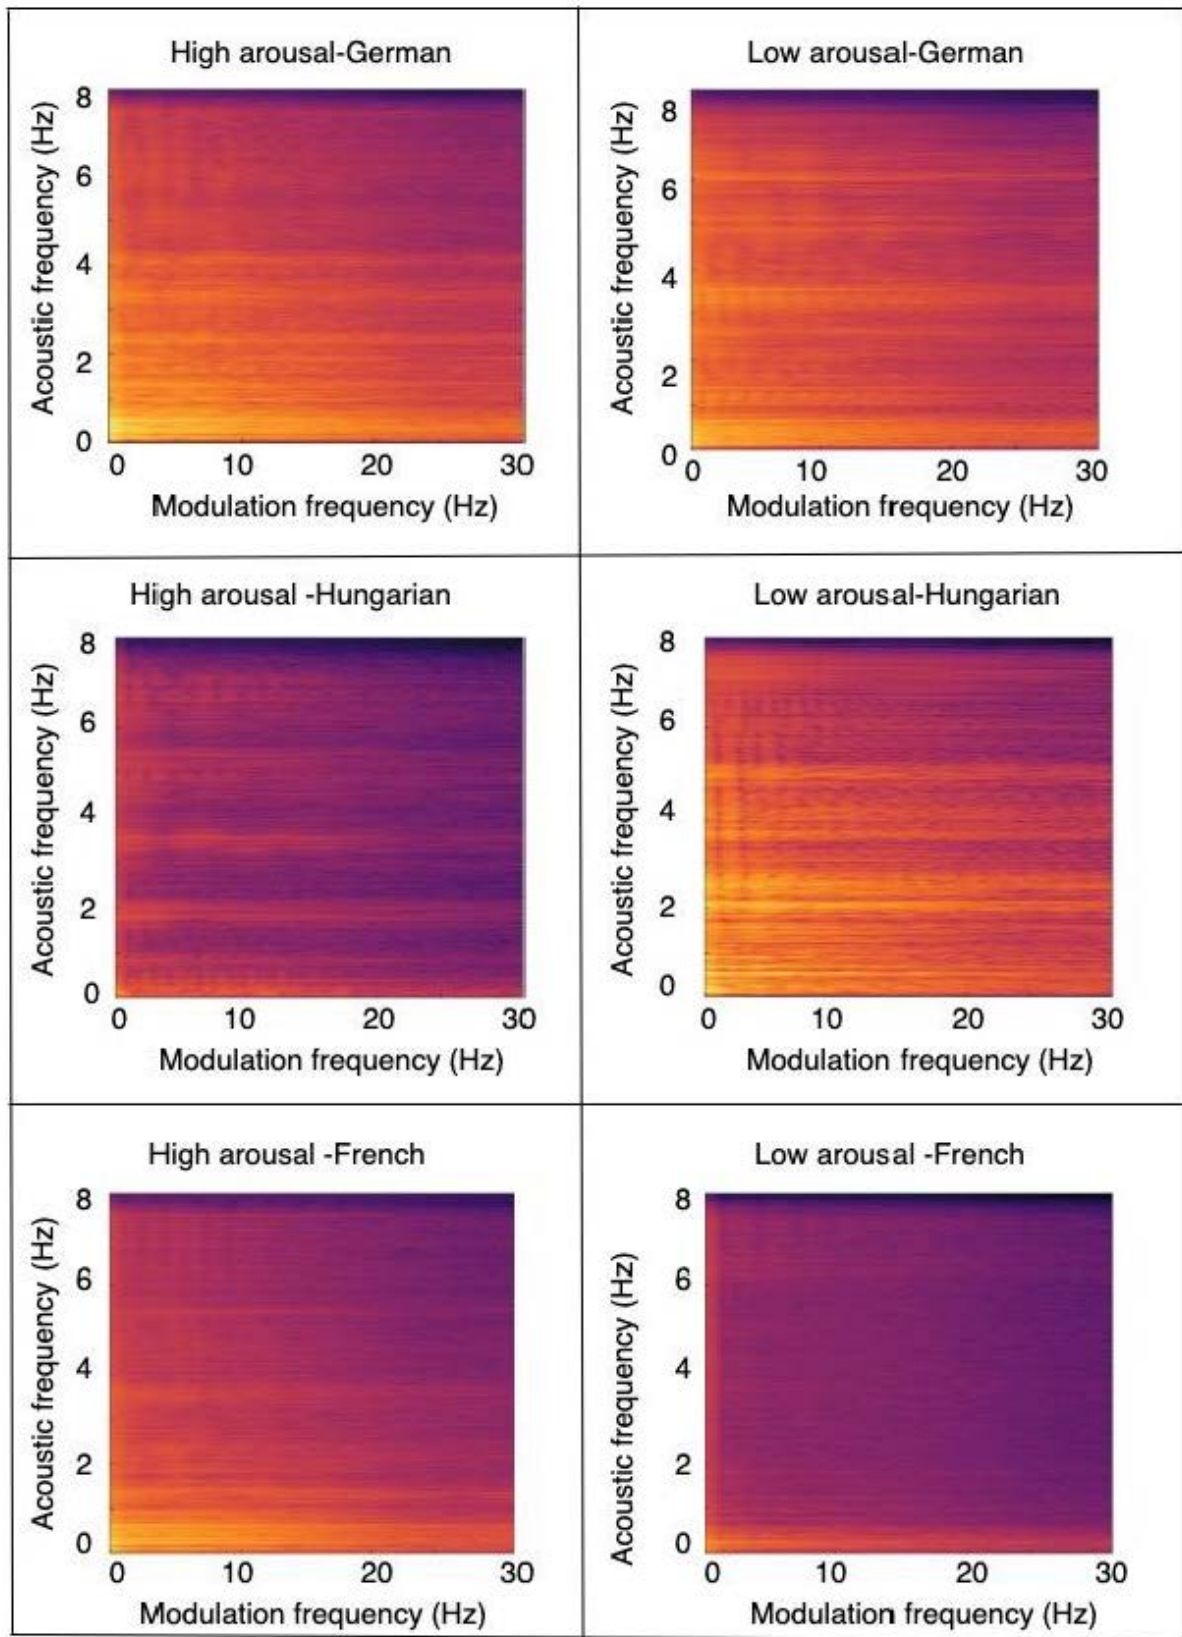 High arousal-German
Low arousal-German
Acoustic frequency (Hz)
8
6
4
2
0
0 10 20 30
Modulation frequency (Hz)
Acoustic frequency (Hz)
8
6
4
2
0
0 10 20 30
Modulation frequency (Hz)
High arousal -Hungarian
Low arousal-Hungarian
Acoustic frequency (Hz)
8
6
4
2
0
0 10 20 30
Modulation frequency (Hz)
Acoustic frequency (Hz)
8
6
4
2
0
0 10 20 30
Modulation frequency (Hz)
High arousal -French
Low arousal -French
Acoustic frequency (Hz)
8
6
4
2
0
0 10 20 30
Modulation frequency (Hz)
Acoustic frequency (Hz)
8
6
4
2
0
0 10 20 30
Modulation frequency (Hz)